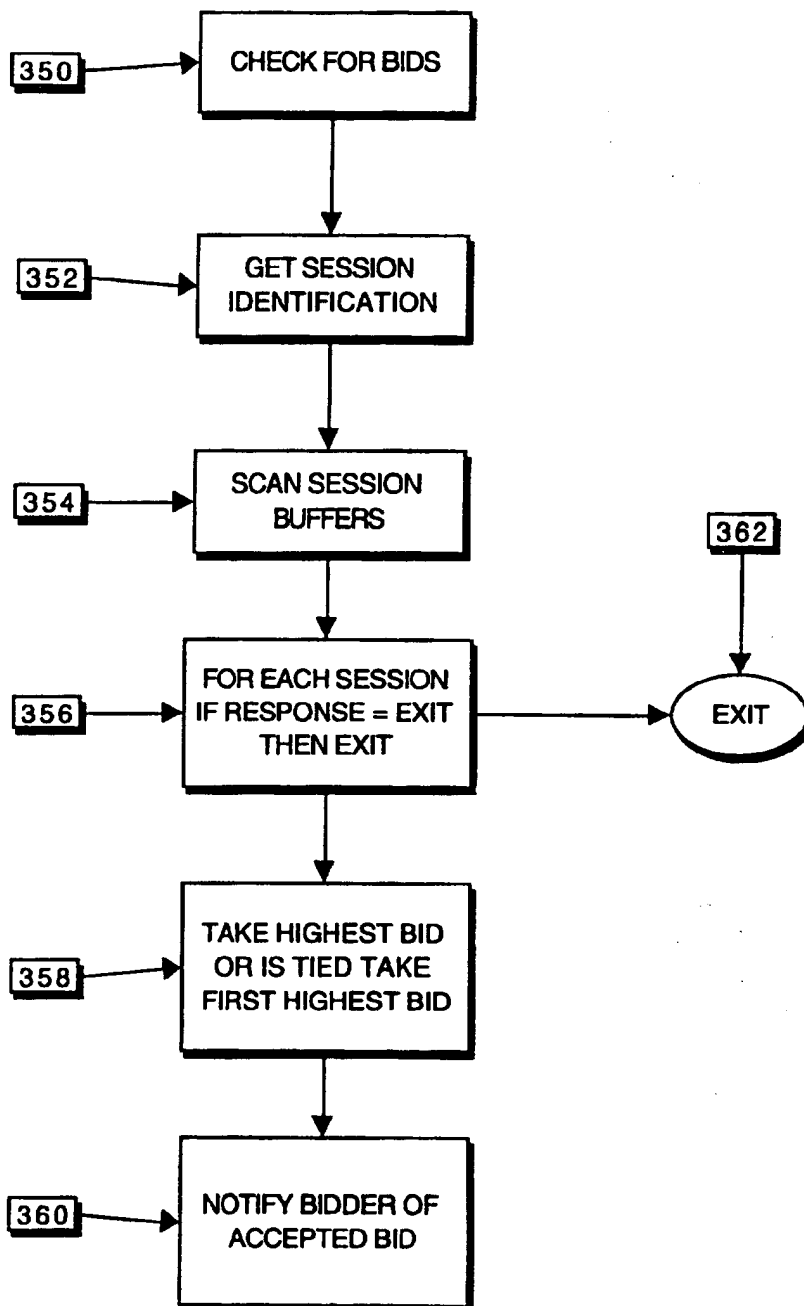 350
CHECK FOR BIDS
352
GET SESSION
IDENTIFICATION
354
SCAN SESSION
BUFFERS
362
356
FOR EACH SESSION
IF RESPONSE = EXIT
THEN EXIT
EXIT
358
TAKE HIGHEST BID
OR IS TIED TAKE
FIRST HIGHEST BID
360
NOTIFY BIDDER OF
ACCEPTED BID